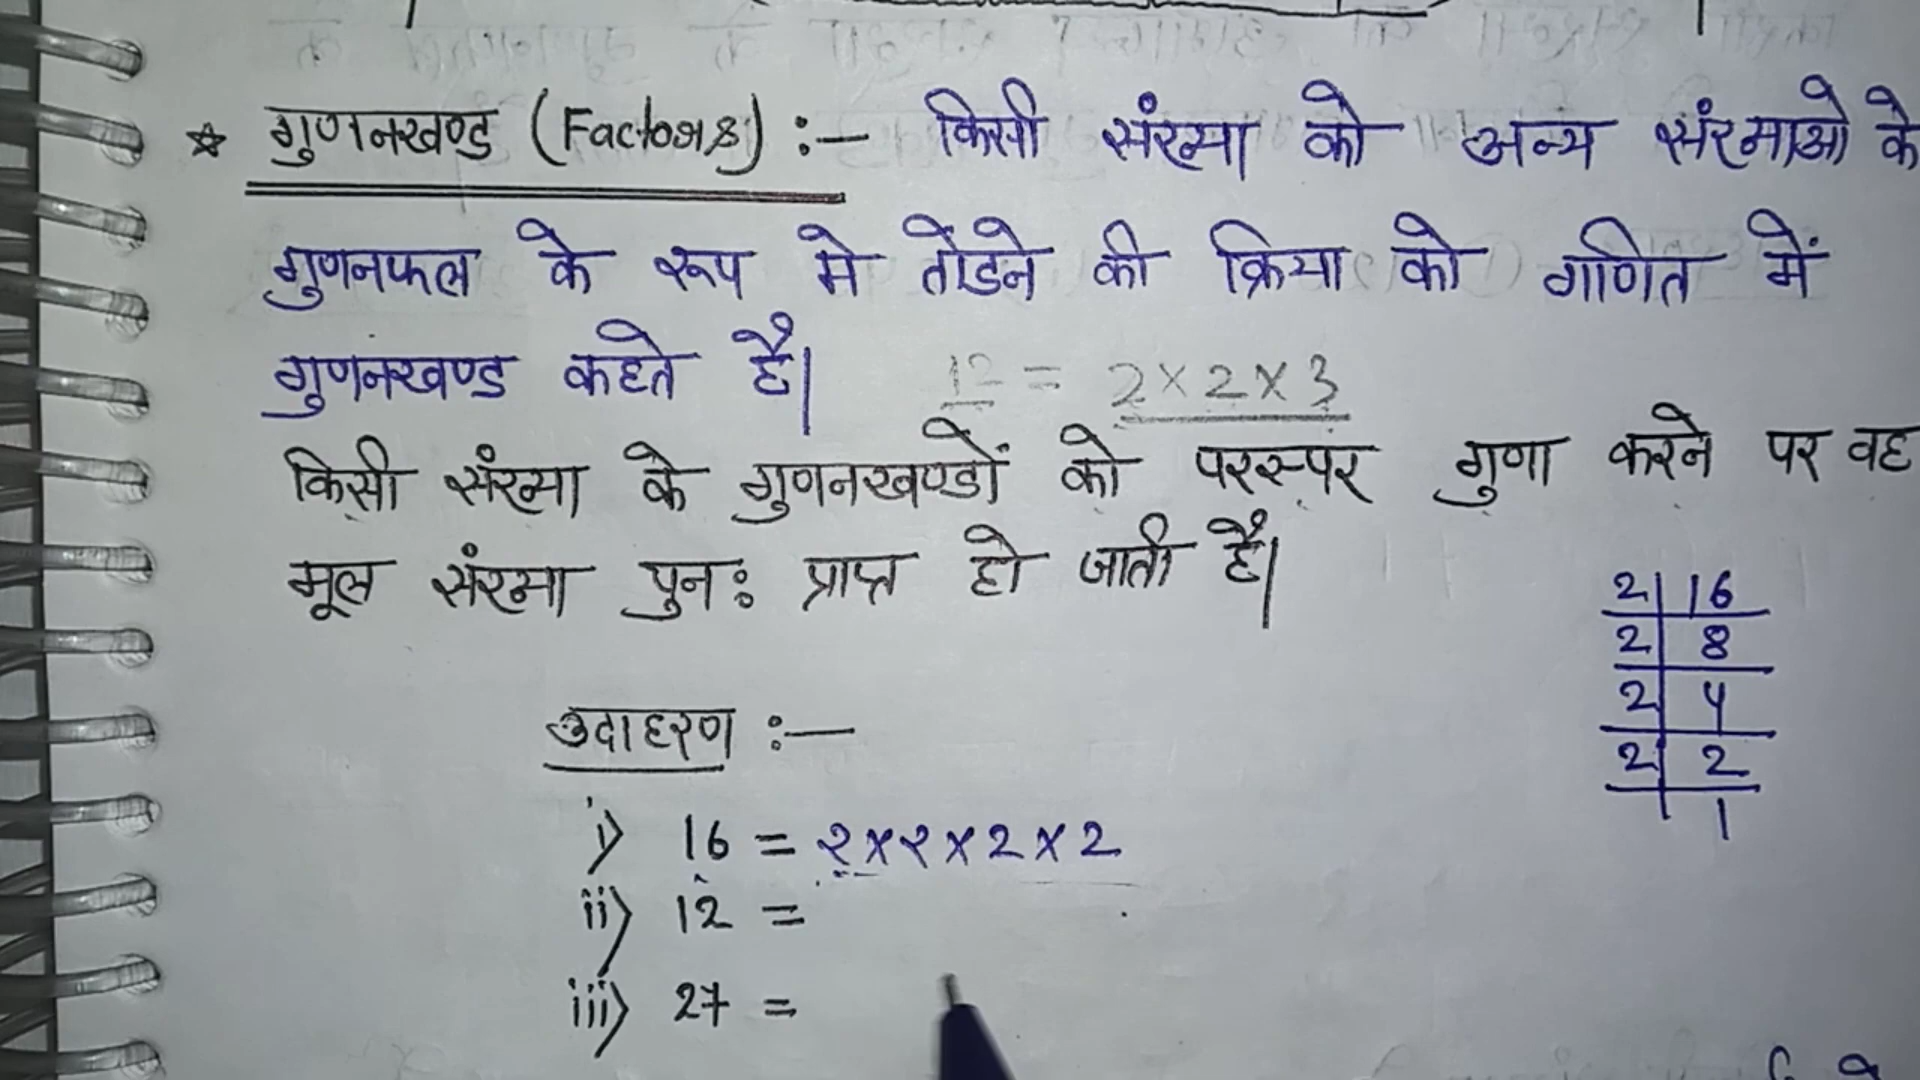 ☆ गुणनखण्ड (Factors) :- किसी संख्या को अन्य संख्याओ के
गुणनफल के रूप मे तोडने की क्रिया को गणित में
गुणनखण्ड कहते है। 12 = 2×2×3
किसी संख्या के गुणनखण्डों को परस्पर गुणा करने पर वह
मूल संख्या पुनः प्राप्त हो जाती है।
2 | 16
2 | 8
2 | 4
2 | 2
| 1
उदाहरण :-
i) 16 = 2×2×2×2
ii) 12 =
iii) 27 =